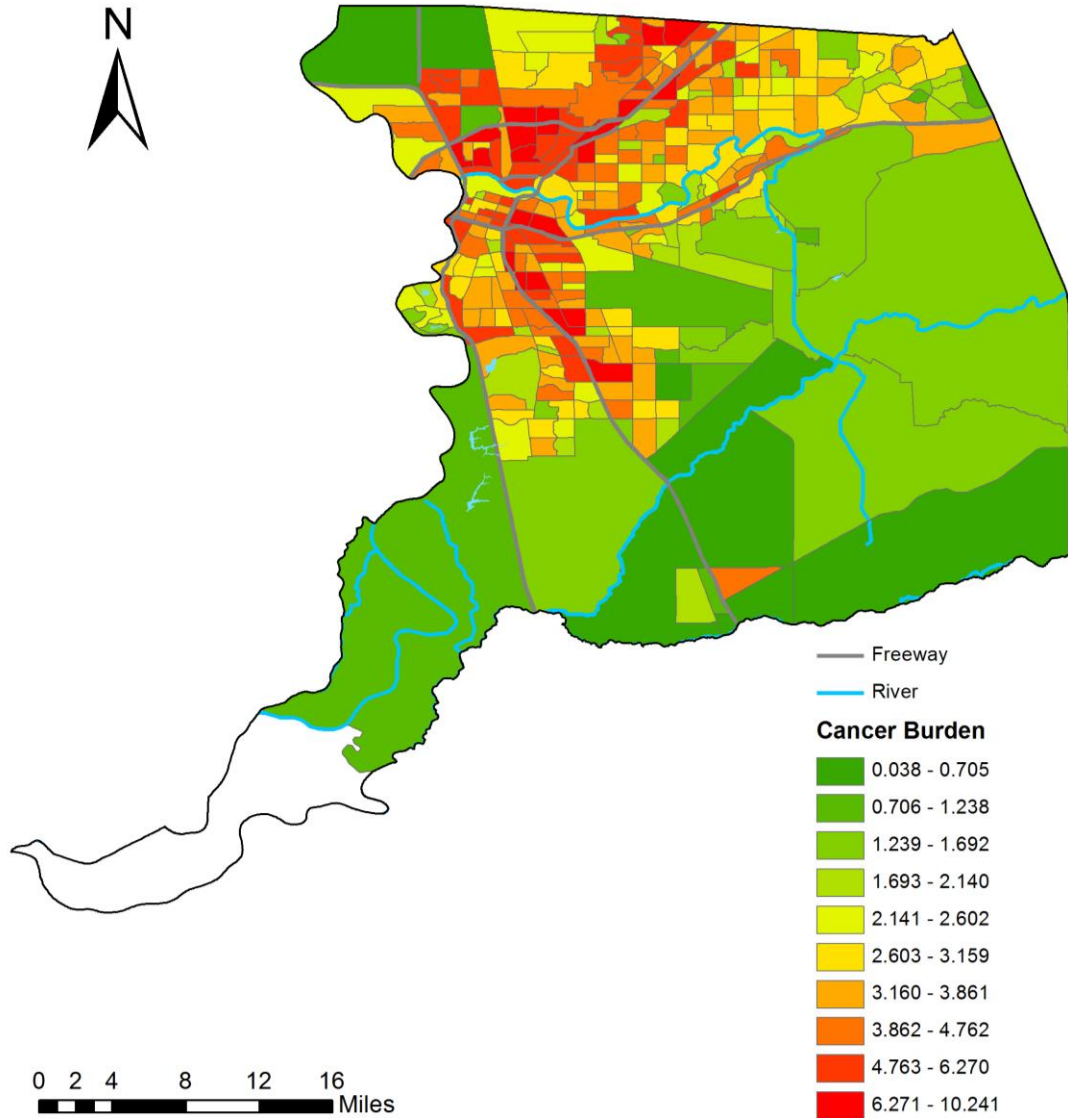 N
Freeway
River
Cancer Burden
0.038 - 0.705
0.706 - 1.238
1.239 - 1.692
1.693 - 2.140
2.141 - 2.602
2.603 - 3.159
3.160 - 3.861
3.862 - 4.762
4.763 - 6.270
6.271 - 10.241
0 2 4 8 12 16
Miles